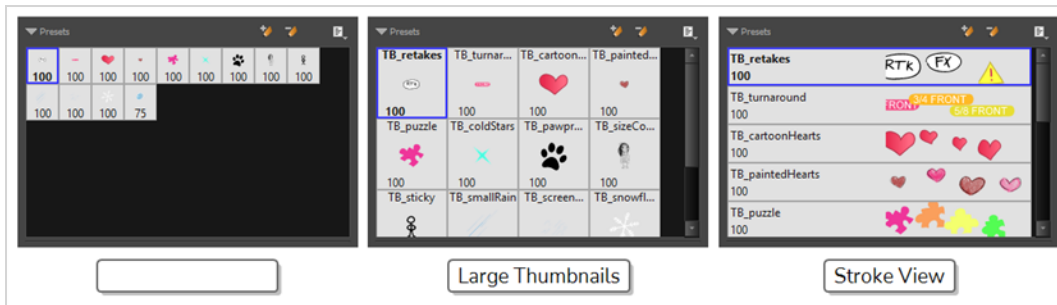 Presets
100 100 100 100 100 100 100 100 100
100 100 100 75
Presets
TB_retakes TB_turnar... TB_cartoon... TB_painted...
RTK
100 100 100 100
TB_puzzle TB_coldStars TB_pawpr... TB_sizeCo...
100 100 100 100
TB_sticky TB_smallRain TB_screen... TB_snowfl...
Presets
TB_retakes
100
RTK FX
TB_turnaround
100
FRONT 3/4 FRONT
5/8 FRONT
TB_cartoonHearts
100
TB_paintedHearts
100
TB_puzzle
100
Large Thumbnails
Stroke View